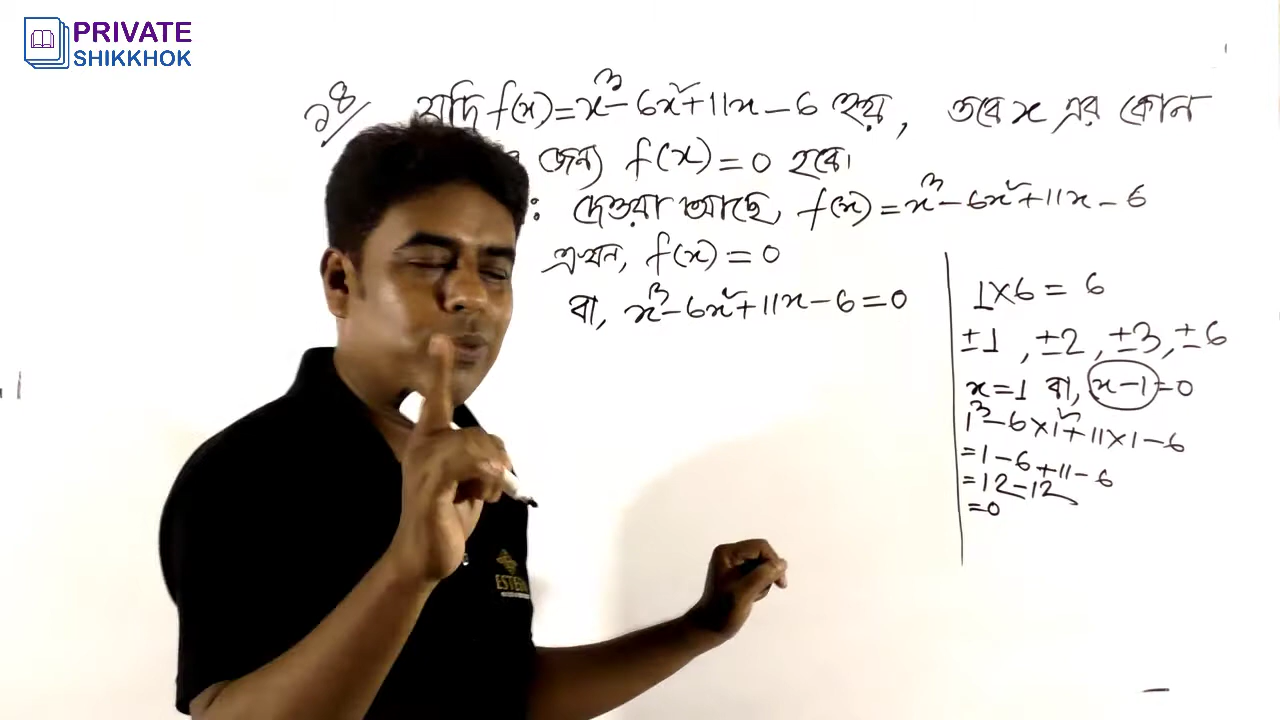 PRIVATE
SHIKKHOK
১৪ যদি f(x)=x³-6x²+11x-6 হয়, তবে x এর কোন
জন্য f(x)=0 হবে।
: দেওয়া আছে, f(x)=x³-6x²+11x-6
এখন, f(x)=0
বা, x³-6x²+11x-6=0
1×6=6
±1, ±2, ±3, ±6
x=1 বা, x-1=0
1³-6×1²+11×1-6
=1-6+11-6
=12-12
=0